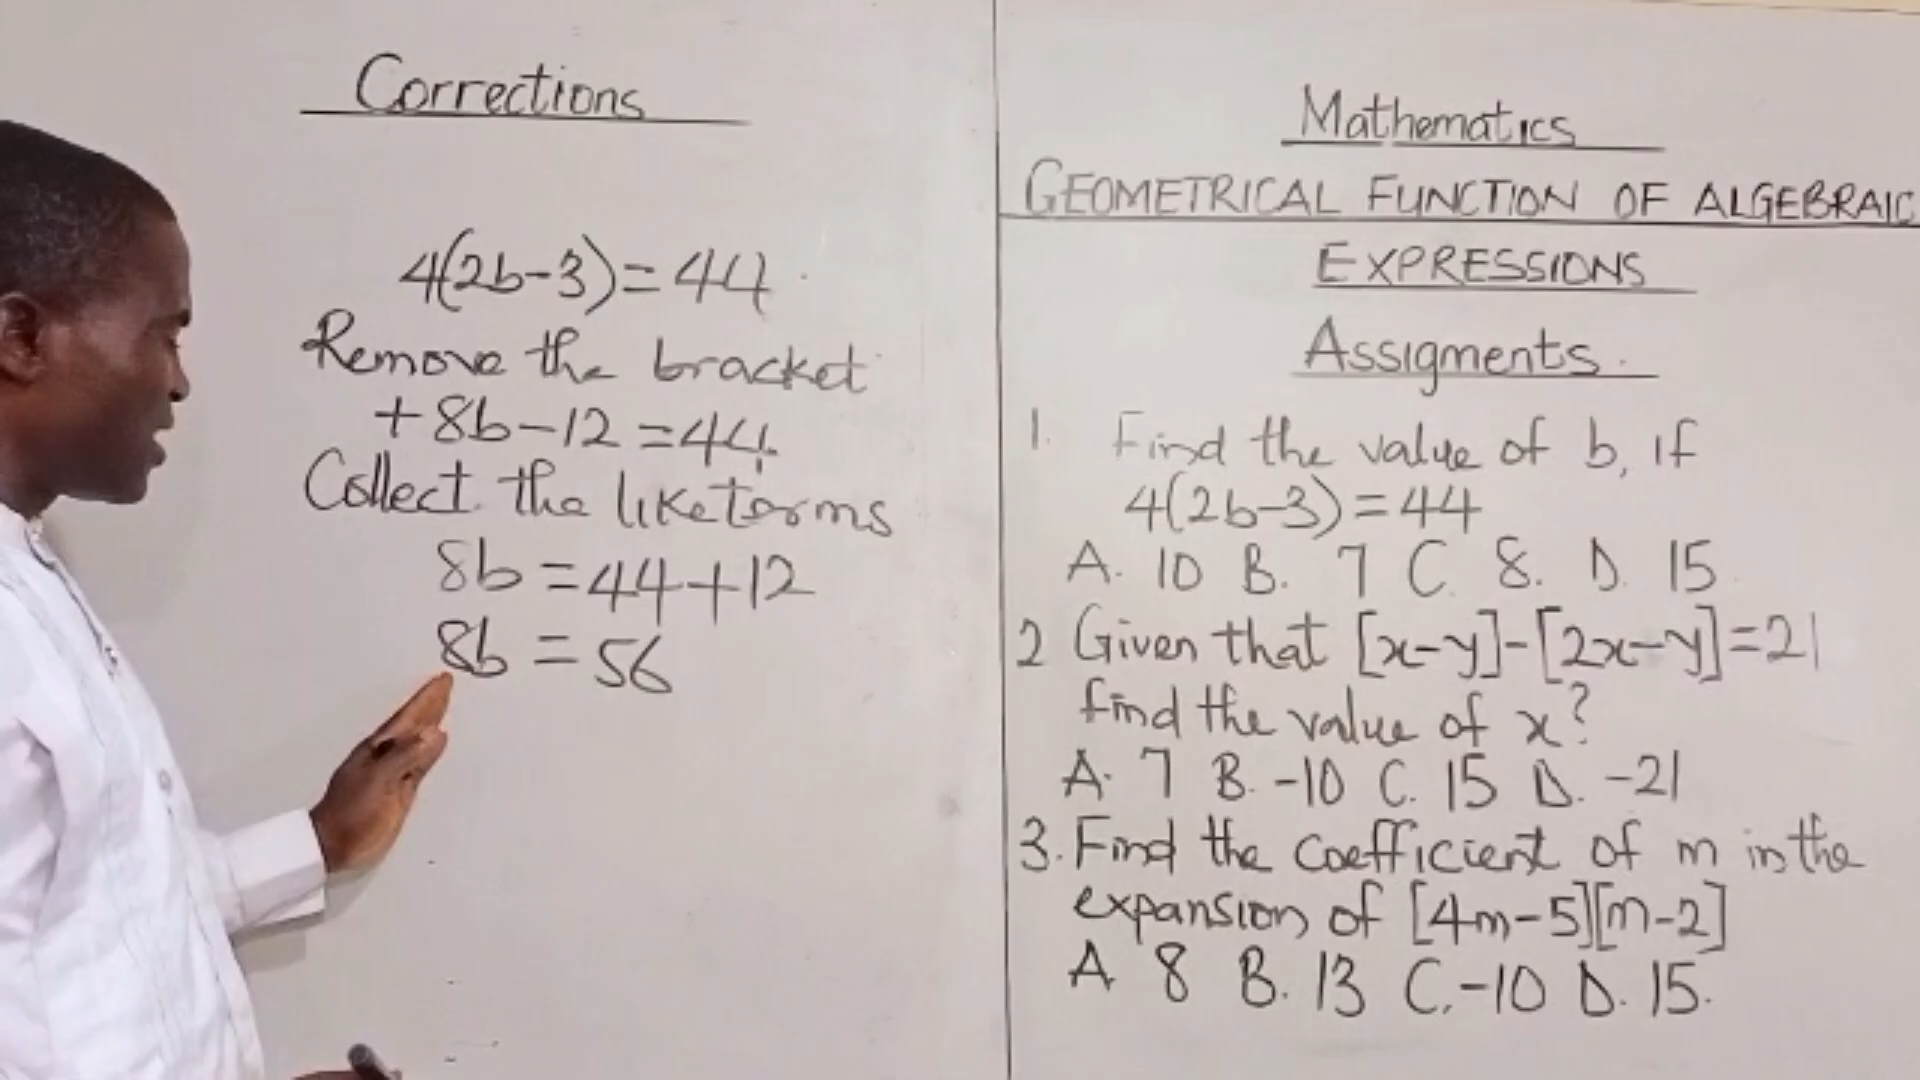 Corrections
4(2b-3)=44
Remove the bracket
+8b-12=44
Collect the like terms
8b=44+12
8b=56
Mathematics
GEOMETRICAL FUNCTION OF ALGEBRAIC
EXPRESSIONS
Assigments.
1. Find the value of b, if
4(2b-3)=44
A. 10 B. 7 C. 8. D. 15
2 Given that [x-y]-[2x-y]=21
find the value of x?
A. 7 B. -10 C. 15 D. -21
3. Find the coefficient of m in the
expansion of [4m-5][m-2]
A 8 B. 13 C. -10 D. 15.